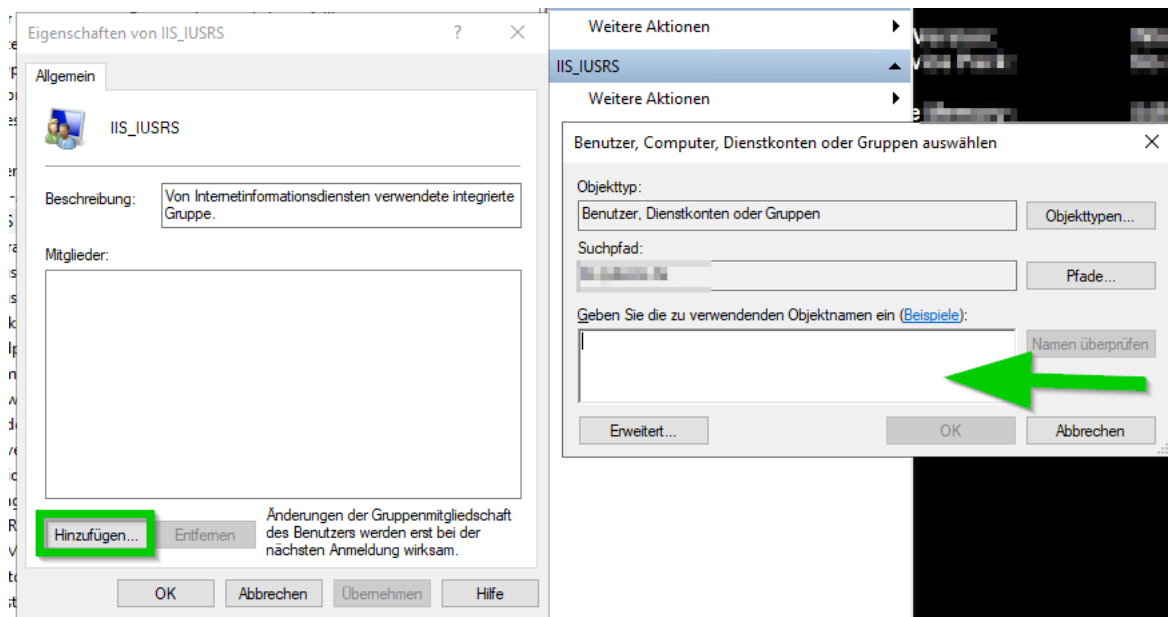 Eigenschaften von IIS_IUSRS
?
Allgemein
IIS_IUSRS
Beschreibung:
Von Internetinformationsdiensten verwendete integrierte
Gruppe.
Mitglieder:
Hinzufügen...
Entfernen
Änderungen der Gruppenmitgliedschaft
des Benutzers werden erst bei der
nächsten Anmeldung wirksam.
OK
Abbrechen
Übernehmen
Hilfe
Weitere Aktionen
IIS_IUSRS
Weitere Aktionen
Benutzer, Computer, Dienstkonten oder Gruppen auswählen
Objekttyp:
Benutzer, Dienstkonten oder Gruppen
Objekttypen...
Suchpfad:
Pfade...
Geben Sie die zu verwendenden Objektnamen ein (Beispiele):
Namen überprüfen
Erweitert...
OK
Abbrechen